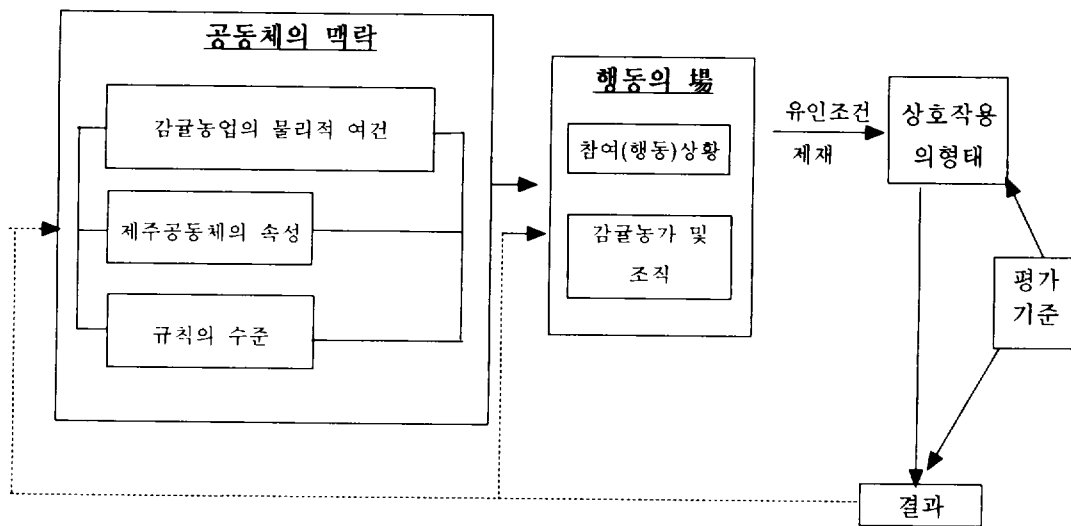 공동체의 맥락
감귤농업의 물리적 여건
제주공동체의 속성
규칙의 수준
행동의 場
참여(행동)상황
감귤농가 및
조직
유인조건
제재
상호작용
의형태
평가
기준
결과